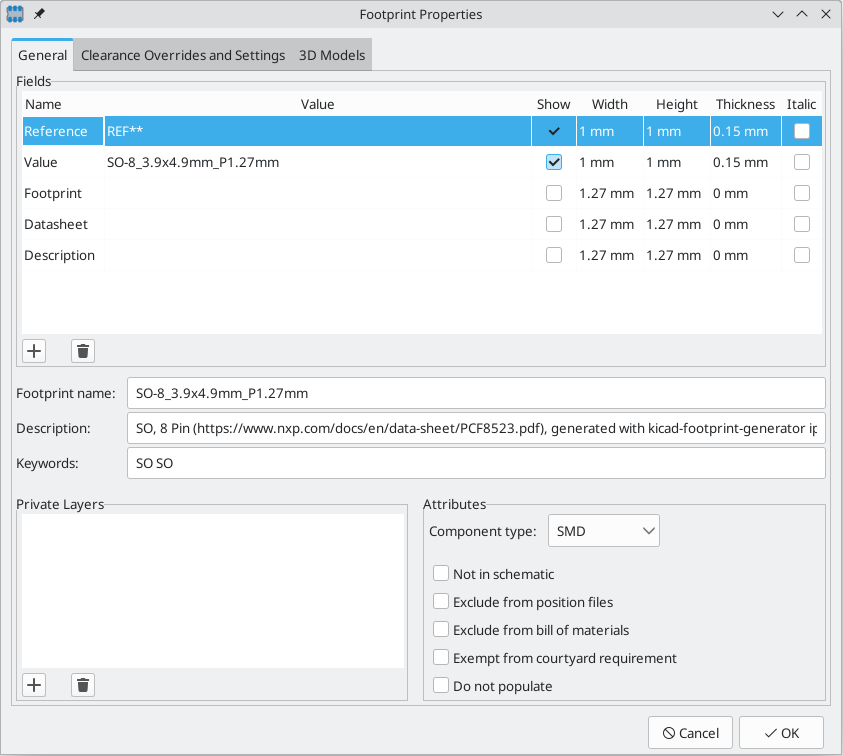 Footprint Properties
General Clearance Overrides and Settings 3D Models
Fields
Name Value Show Width Height Thickness Italic
Reference REF** 1 mm 1 mm 0.15 mm
Value SO-8_3.9x4.9mm_P1.27mm 1 mm 1 mm 0.15 mm
Footprint 1.27 mm 1.27 mm 0 mm
Datasheet 1.27 mm 1.27 mm 0 mm
Description 1.27 mm 1.27 mm 0 mm
Footprint name: SO-8_3.9x4.9mm_P1.27mm
Description: SO, 8 Pin (https://www.nxp.com/docs/en/data-sheet/PCF8523.pdf), generated with kicad-footprint-generator
Keywords: SO SO
Private Layers Attributes
Component type: SMD
Not in schematic
Exclude from position files
Exclude from bill of materials
Exempt from courtyard requirement
Do not populate
Cancel OK